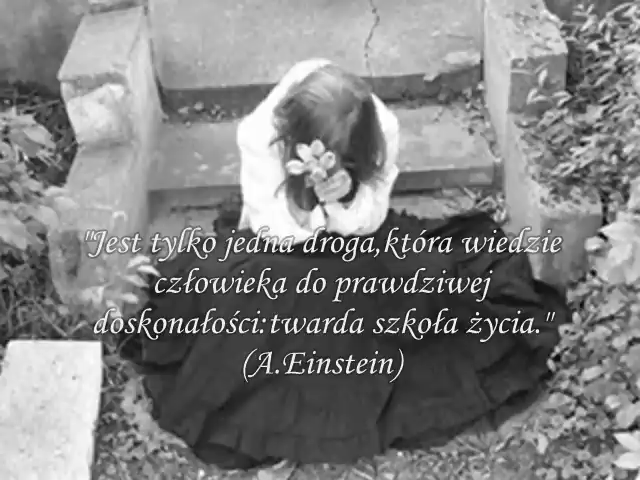 "Jest tylko jedna droga,która wiedzie
człowieka do prawdziwej
doskonałości:twarda szkoła życia."
(A.Einstein)